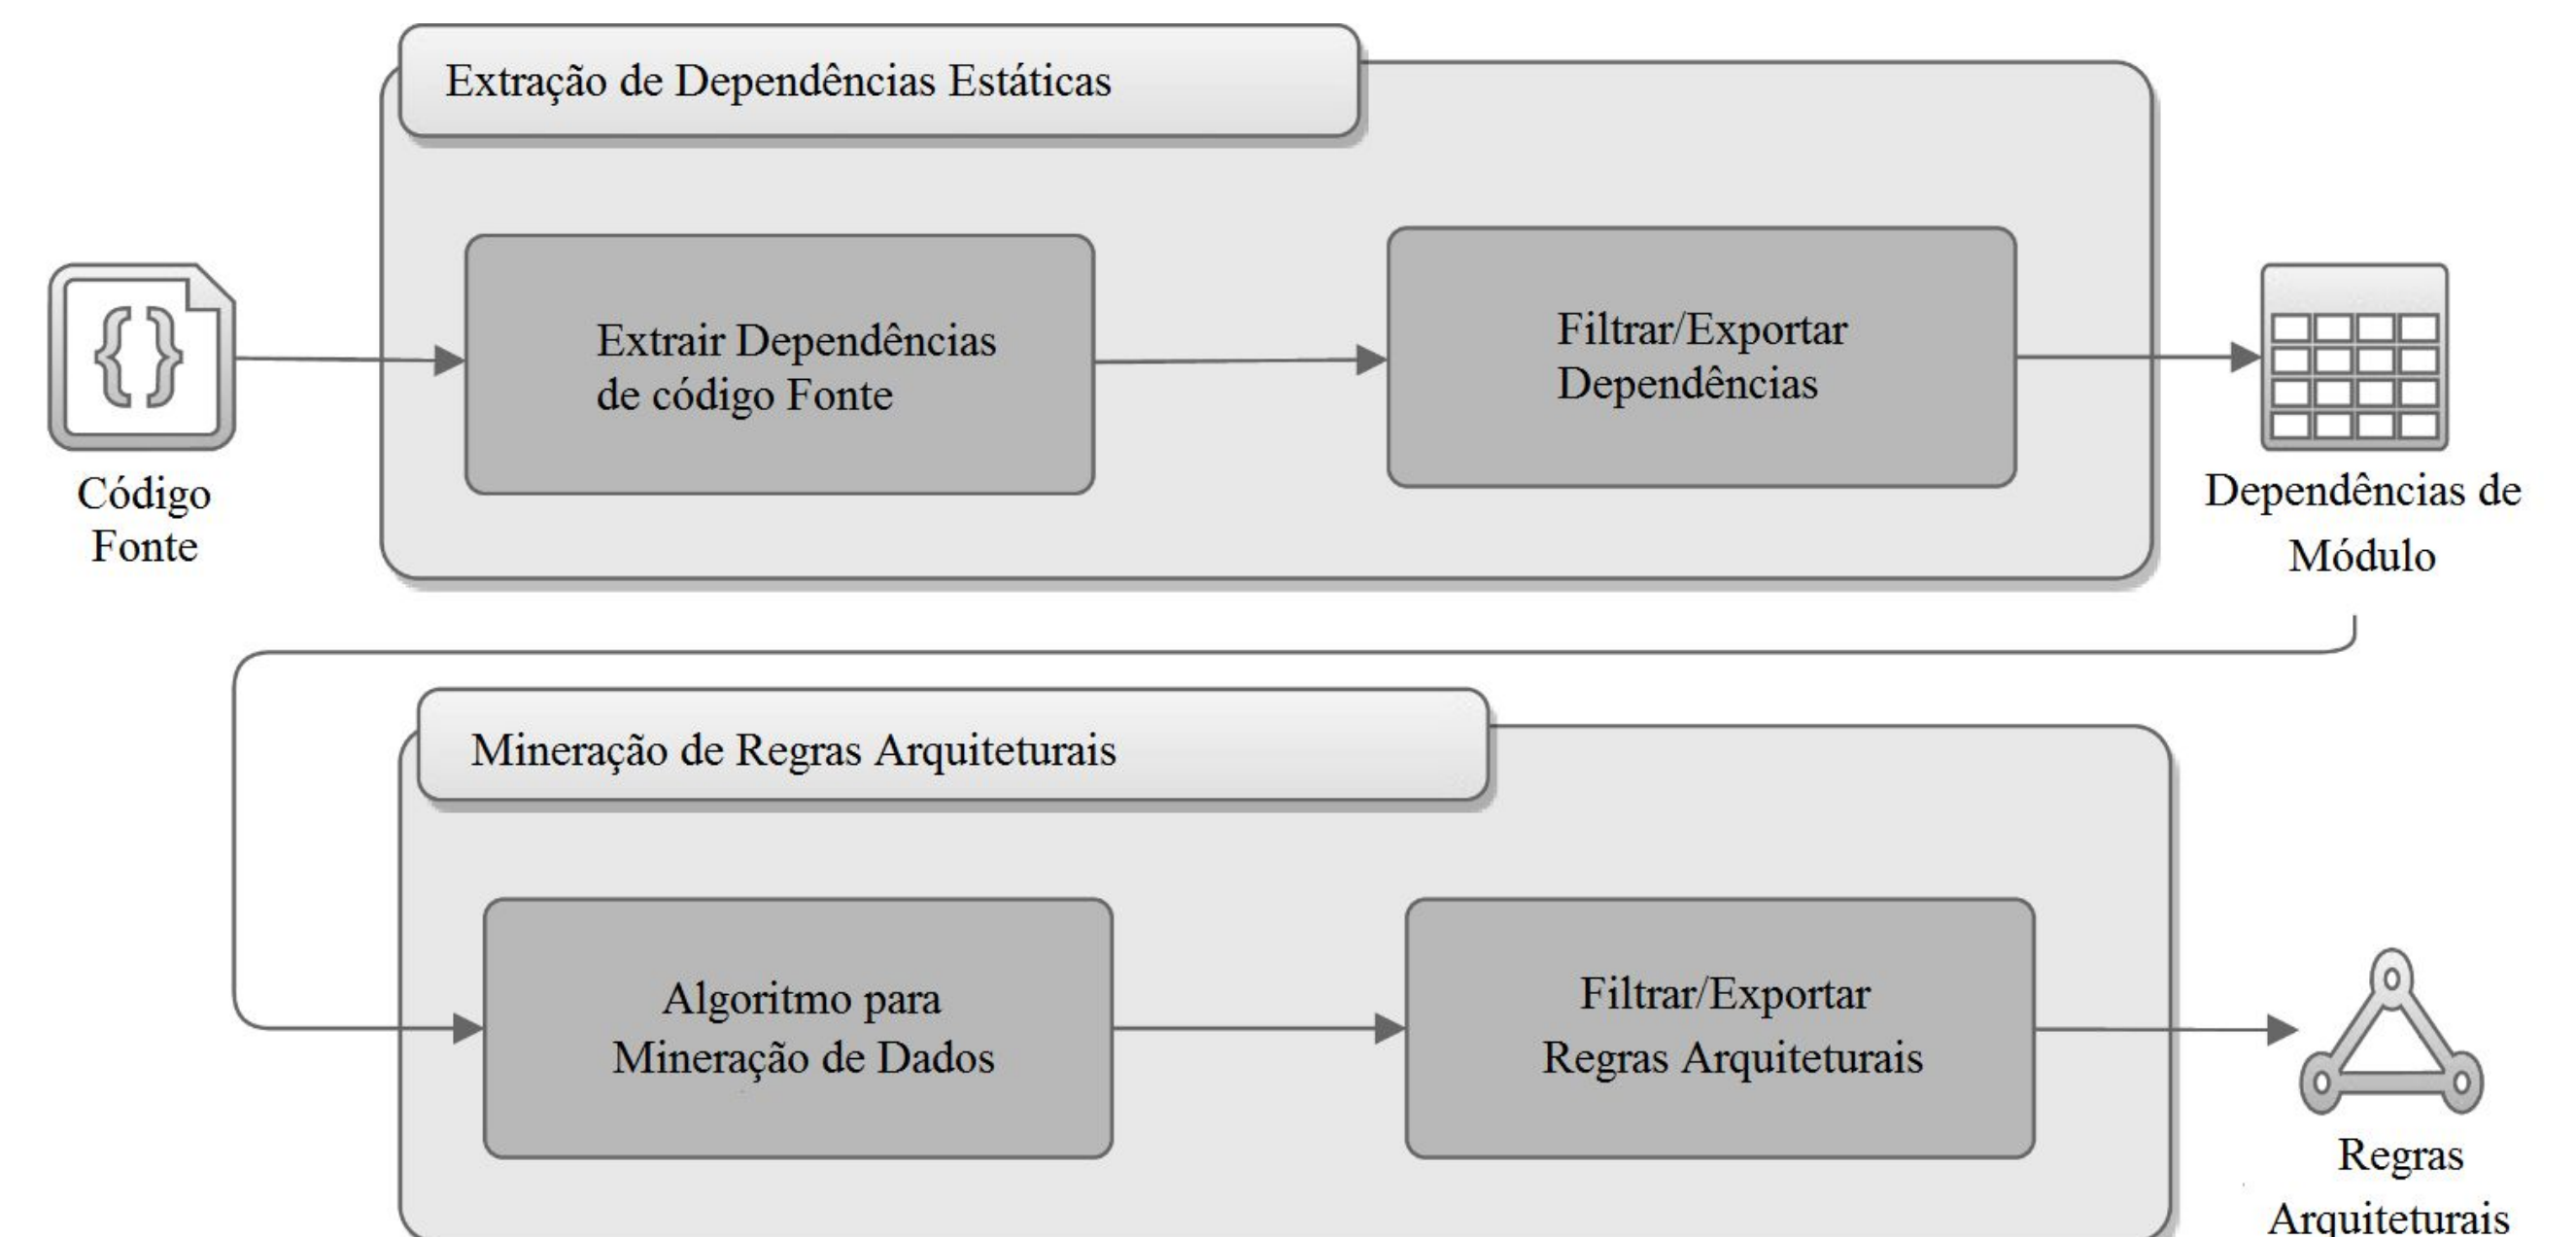 Extração de Dependências Estáticas
Código
Fonte
Extrair Dependências
de código Fonte
Filtrar/Exportar
Dependências
Dependências de
Módulo
Mineração de Regras Arquiteturais
Algoritmo para
Mineração de Dados
Filtrar/Exportar
Regras Arquiteturais
Regras
Arquiteturais